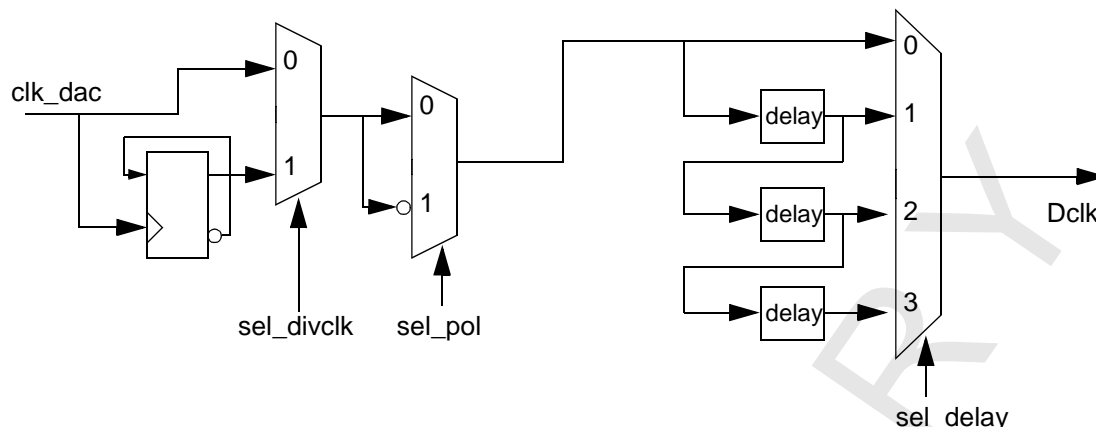 0
clk_dac
1
0
1
sel_divclk
sel_pol
0
delay
1
delay
2
delay
3
Dclk
sel_delay
R Y